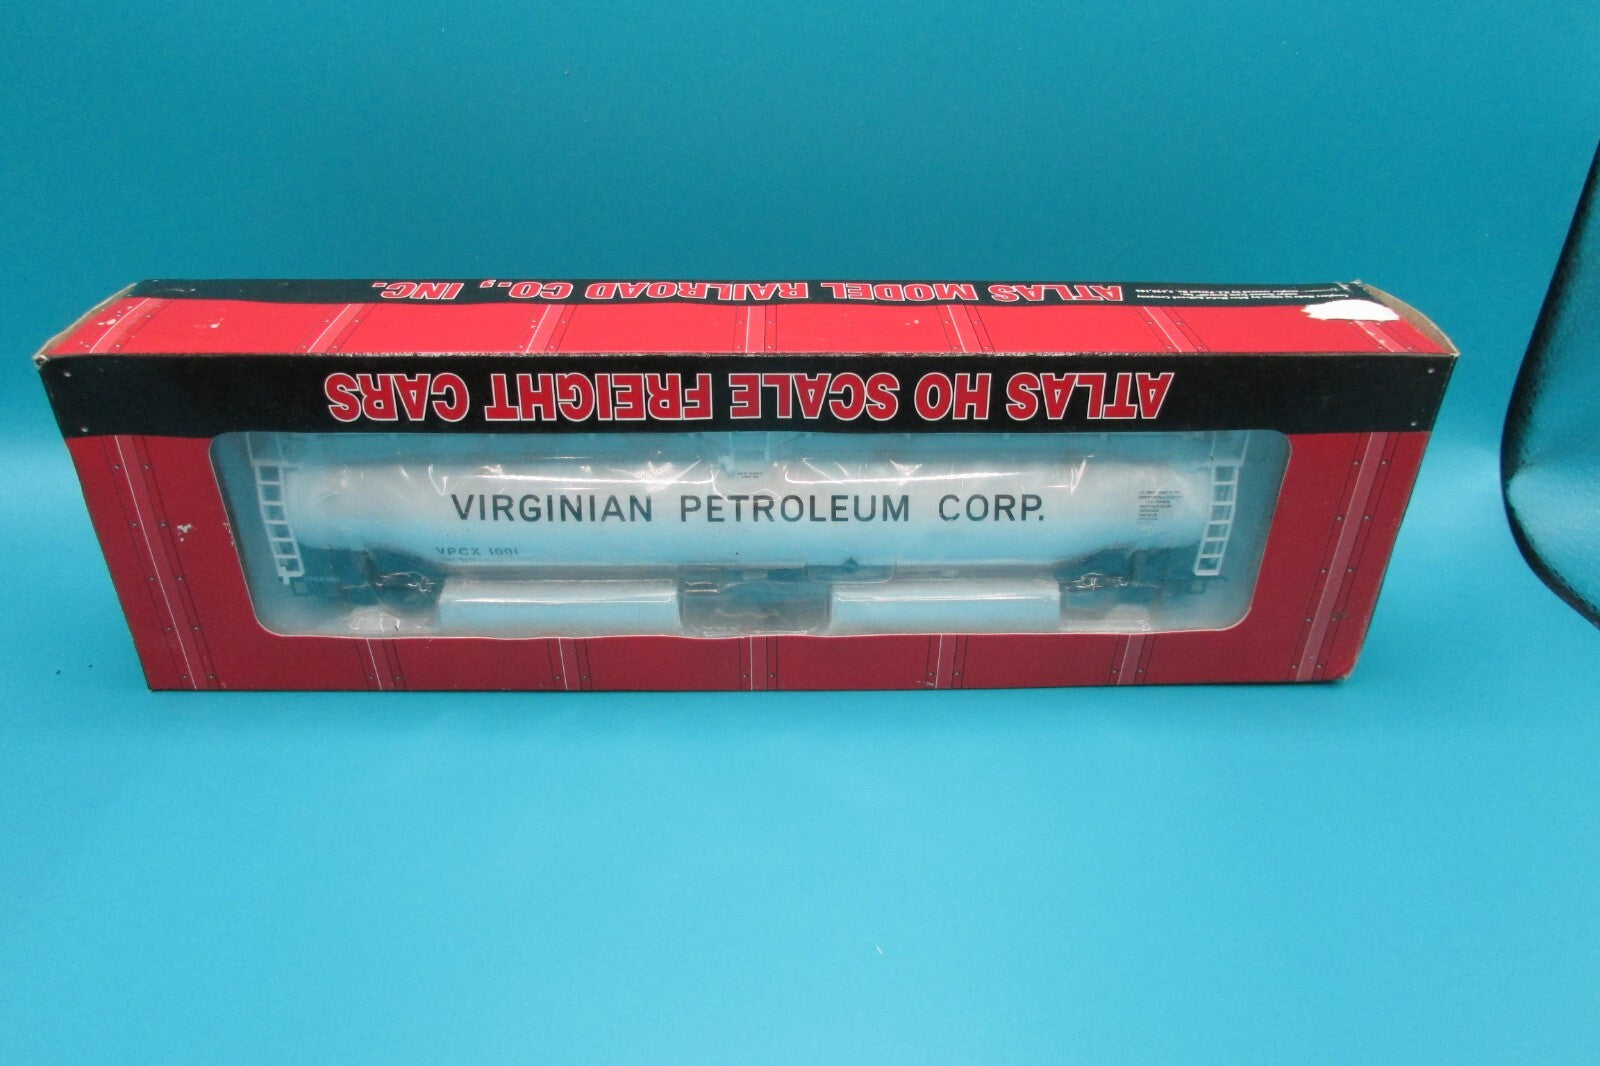 ATLAS MODEL RAILROAD CO., INC.
ATLAS HO SCALE FREIGHT CARS
VIRGINIAN PETROLEUM CORP.
VPCX 1001